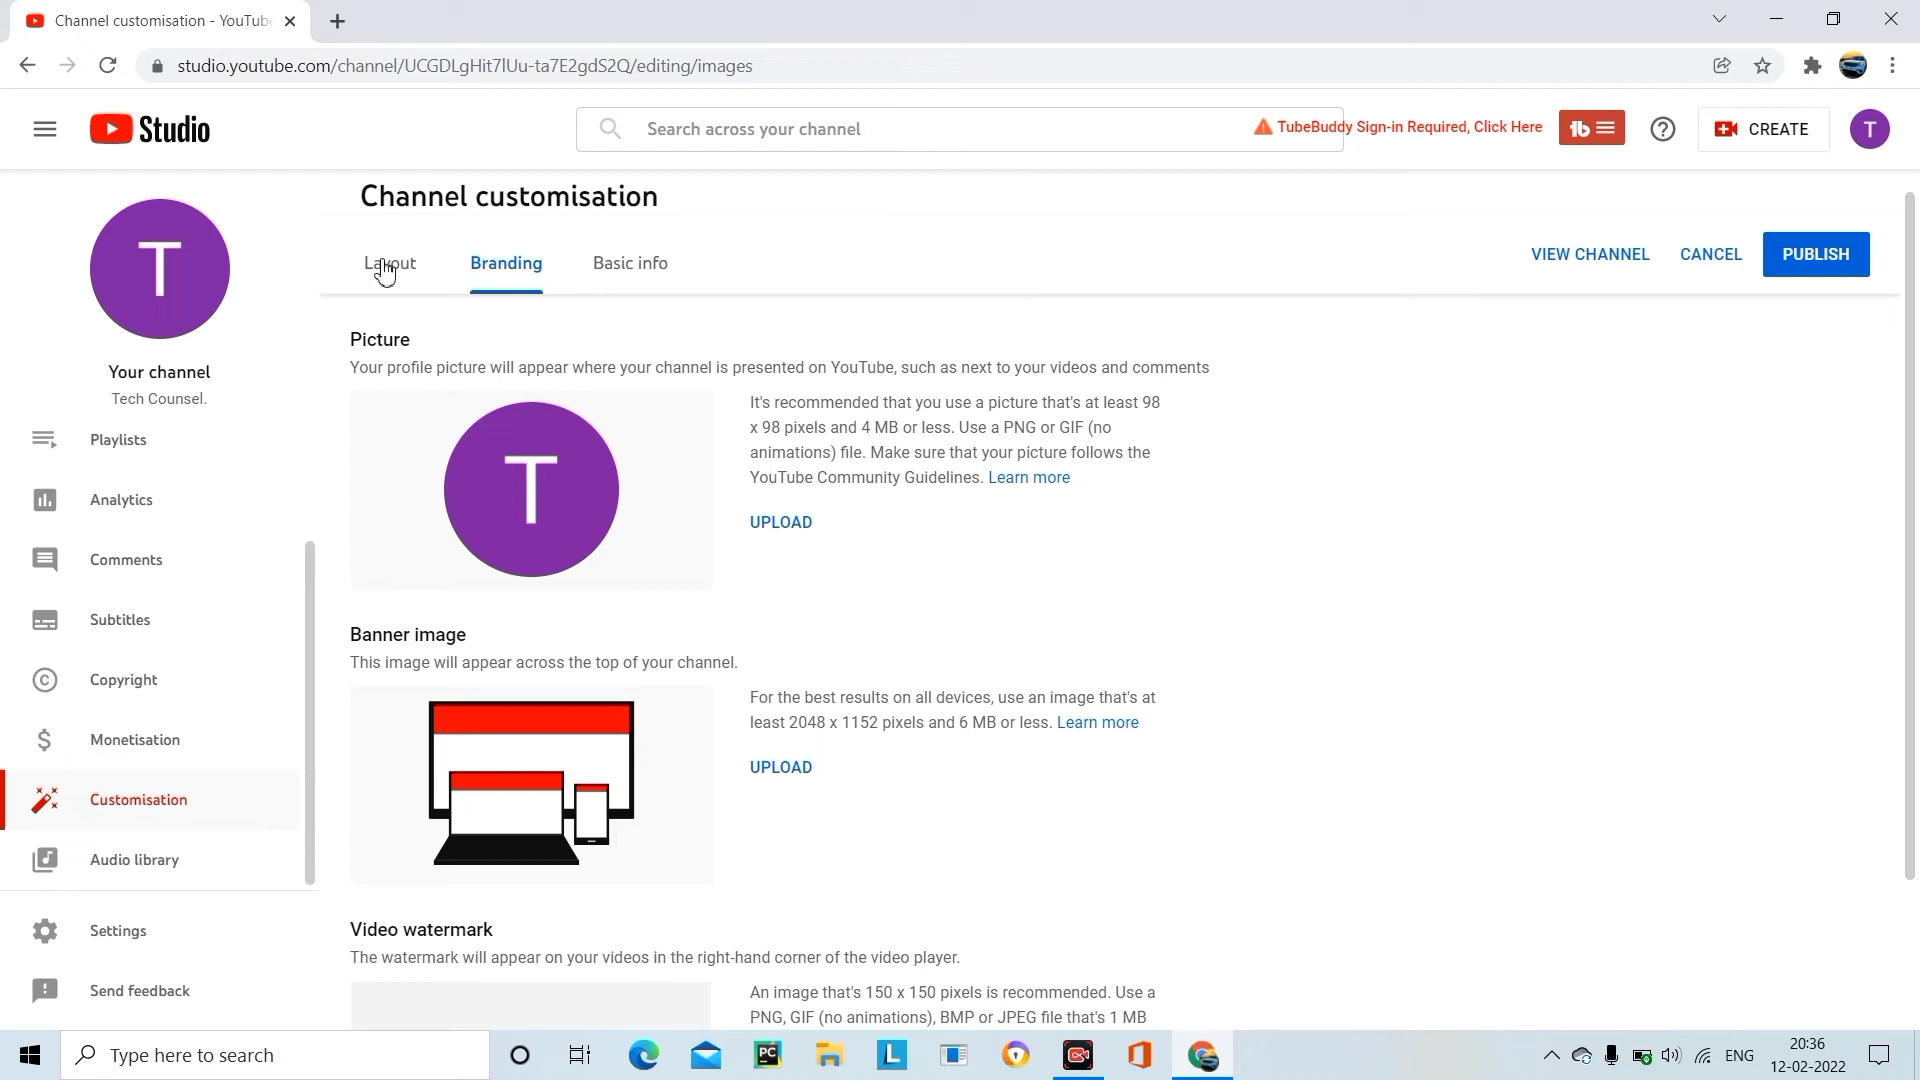 Channel customisation - YouTube
studio.youtube.com/channel/UCGDLgHit7lUu-ta7E2gdS2Q/editing/images
Studio
Search across your channel
TubeBuddy Sign-in Required, Click Here
tb
CREATE
T
T
Your channel
Tech Counsel.
Playlists
Analytics
Comments
Subtitles
Copyright
Monetisation
Customisation
Audio library
Settings
Send feedback
Channel customisation
Layout
Branding
Basic info
VIEW CHANNEL
CANCEL
PUBLISH
Picture
Your profile picture will appear where your channel is presented on YouTube, such as next to your videos and comments
T
It's recommended that you use a picture that's at least 98
x 98 pixels and 4 MB or less. Use a PNG or GIF (no
animations) file. Make sure that your picture follows the
YouTube Community Guidelines. Learn more
UPLOAD
Banner image
This image will appear across the top of your channel.
For the best results on all devices, use an image that's at
least 2048 x 1152 pixels and 6 MB or less. Learn more
UPLOAD
Video watermark
The watermark will appear on your videos in the right-hand corner of the video player.
An image that's 150 x 150 pixels is recommended. Use a
PNG, GIF (no animations), BMP or JPEG file that's 1 MB
Type here to search
PC
L
ENG
20:36
12-02-2022